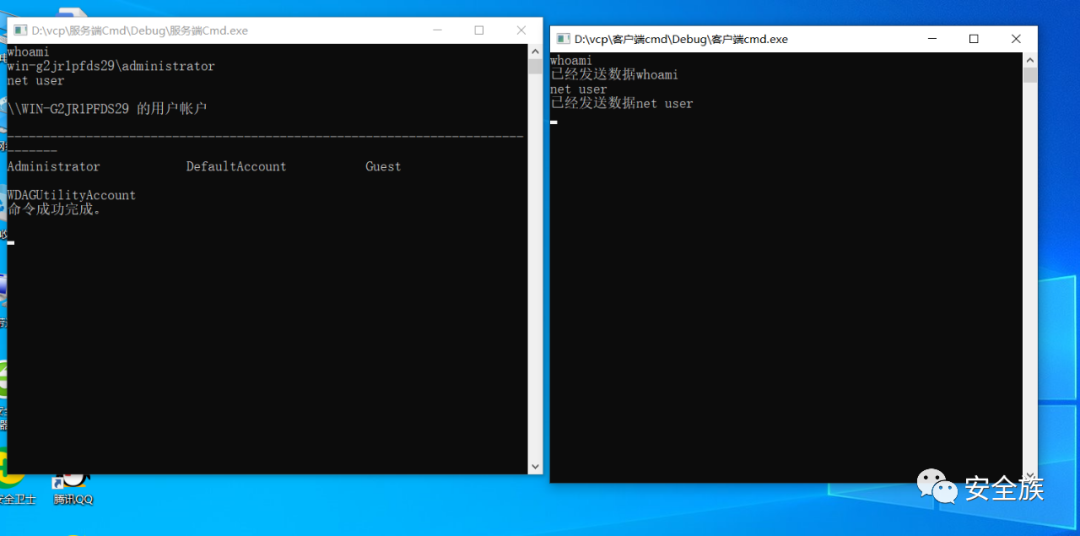 D:\vcp\服务端Cmd\Debug\服务端Cmd.exe
whoami
win-g2jr1pfds29\administrator
net user
\\WIN-G2JR1PFDS29 的用户帐户
-------------------------------------------------------------------------------
Administrator DefaultAccount Guest
WDAGUtilityAccount
命令成功完成。
D:\vcp\客户端cmd\Debug\客户端cmd.exe
whoami
已经发送数据whoami
net user
已经发送数据net user
安全卫士
腾讯QQ
安全族